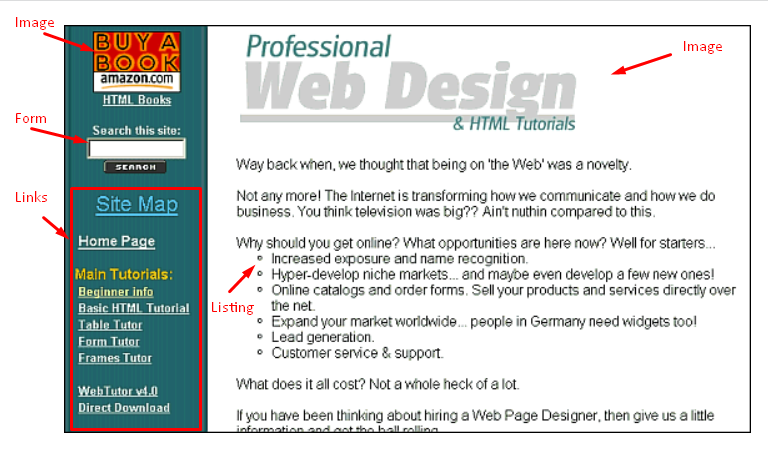 Image
BUY A
BOOK
amazon.com
HTML Books
Form
Search this site:
SEARCH
Links
Site Map
Home Page
Main Tutorials:
Beginner info
Basic HTML Tutorial
Table Tutor
Form Tutor
Frames Tutor
WebTutor v4.0
Direct Download
Professional
Web Design
& HTML Tutorials
Image
Way back when, we thought that being on 'the Web' was a novelty.
Not any more! The Internet is transforming how we communicate and how we do
business. You think television was big?? Ain't nuthin compared to this.
Why should you get online? What opportunities are here now? Well for starters...
Increased exposure and name recognition.
Hyper-develop niche markets... and maybe even develop a few new ones!
Online catalogs and order forms. Sell your products and services directly over
the net.
Listing
Expand your market worldwide... people in Germany need widgets too!
Lead generation.
Customer service & support.
What does it all cost? Not a whole heck of a lot.
If you have been thinking about hiring a Web Page Designer, then give us a little
information and get the ball rolling